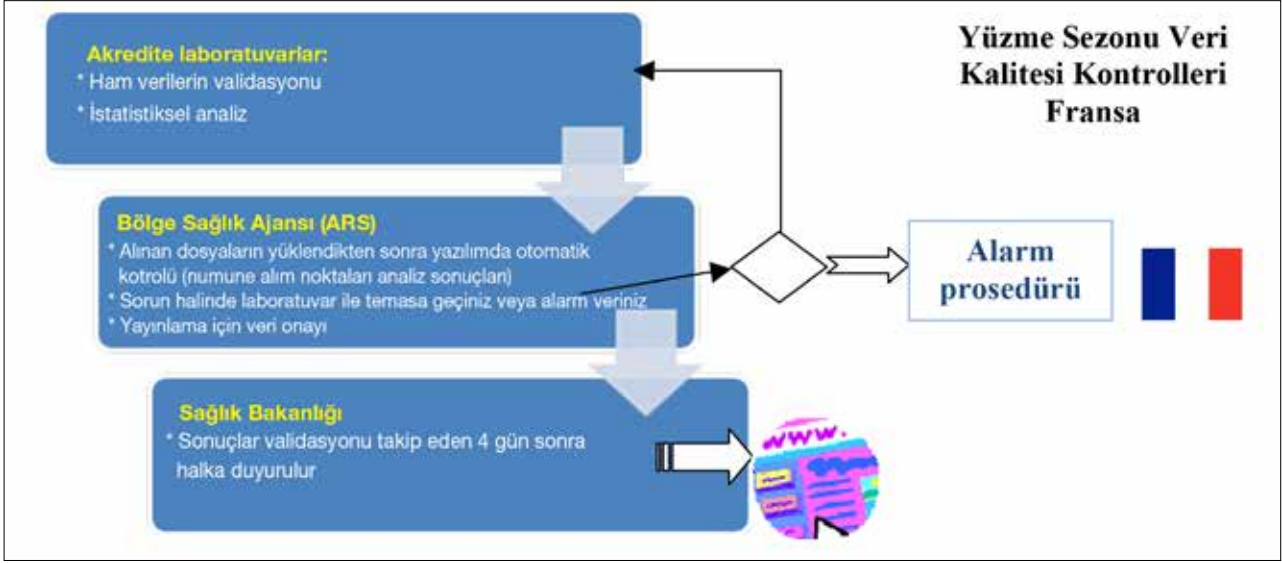 Yüzme Sezonu Veri
Kalitesi Kontrolleri
Fransa
Akredite laboratuvarlar:
* Ham verilerin validasyonu
* İstatistiksel analiz
Bölge Sağlık Ajansı (ARS)
* Alınan dosyaların yüklendikten sonra yazılımda otomatik
kotrolü (numune alım noktaları analiz sonuçları)
* Sorun halinde laboratuvar ile temasa geçiniz veya alarm veriniz
* Yayınlama için veri onayı
Alarm
prosedürü
Sağlık Bakanlığı
* Sonuçlar validasyonu takip eden 4 gün sonra
halka duyurulur
www.